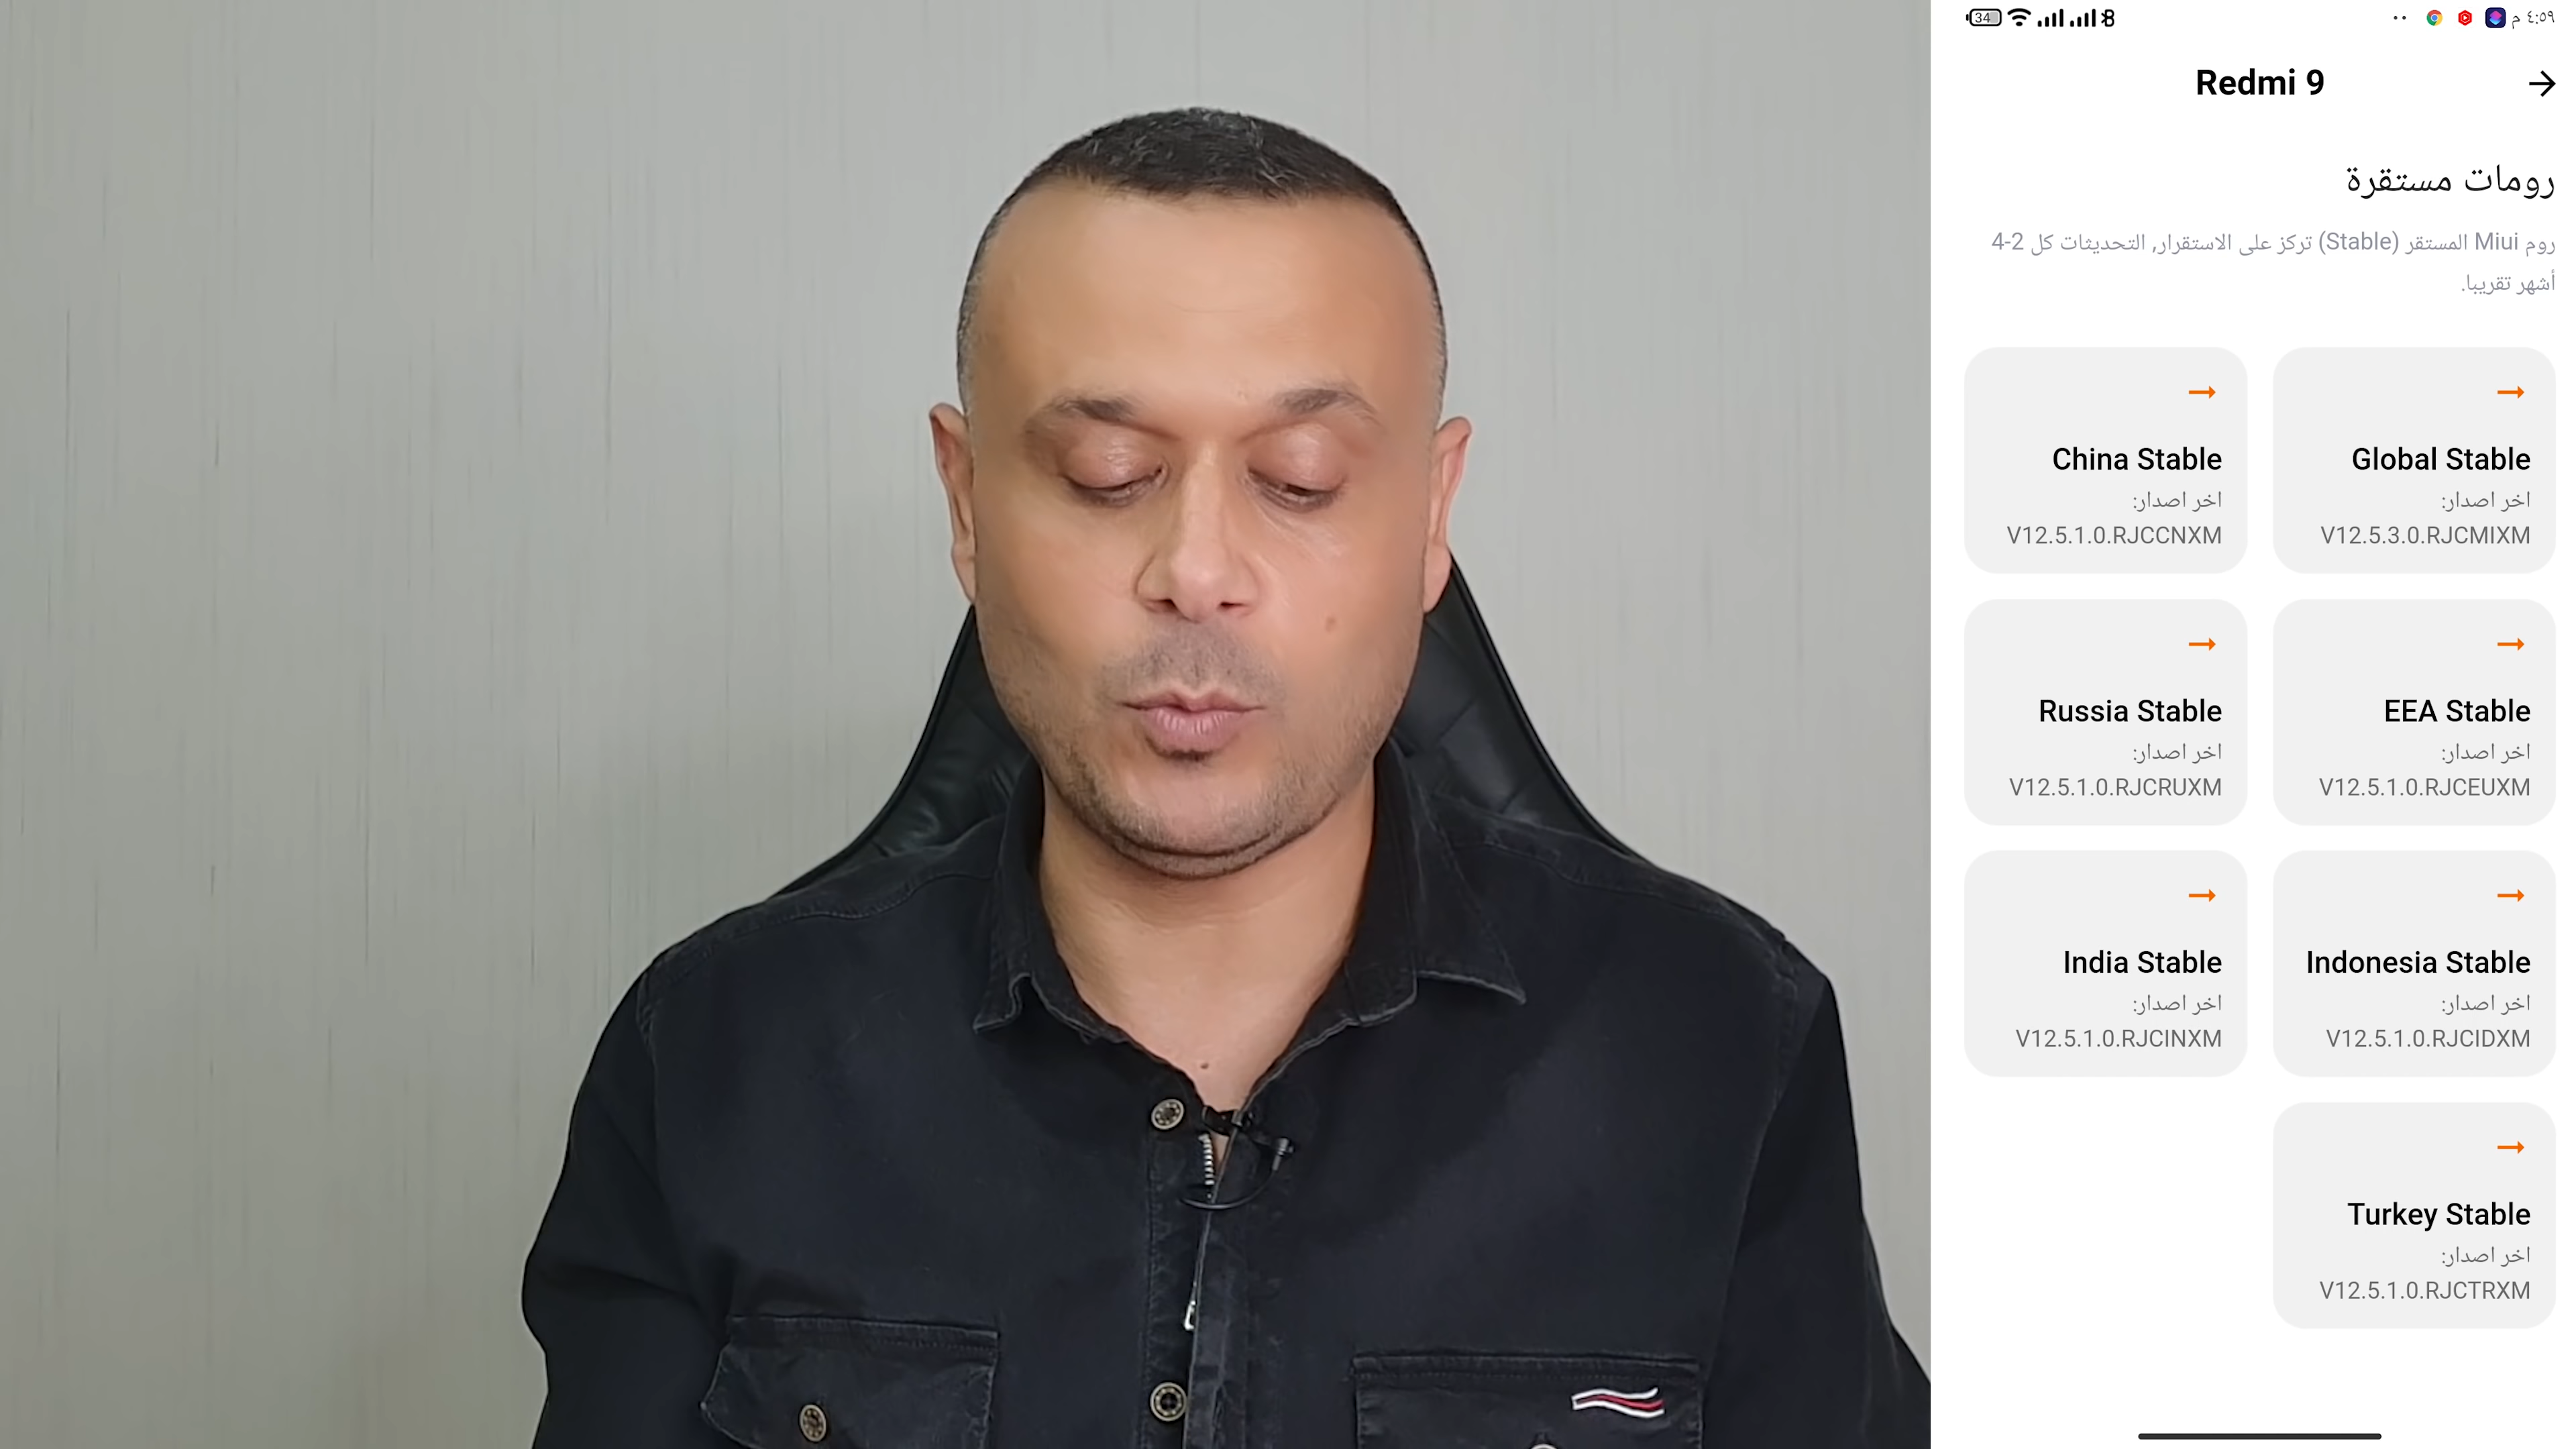 34
٤:٥٩ م
Redmi 9
رومات مستقرة
روم Miui المستقر (Stable) تركز على الاستقرار, التحديثات كل 2-4
أشهر تقريبا.
Global Stable
اخر اصدار:
V12.5.3.0.RJCMIXM
China Stable
اخر اصدار:
V12.5.1.0.RJCCNXM
EEA Stable
اخر اصدار:
V12.5.1.0.RJCEUXM
Russia Stable
اخر اصدار:
V12.5.1.0.RJCRUXM
Indonesia Stable
اخر اصدار:
V12.5.1.0.RJCIDXM
India Stable
اخر اصدار:
V12.5.1.0.RJCINXM
Turkey Stable
اخر اصدار:
V12.5.1.0.RJCTRXM